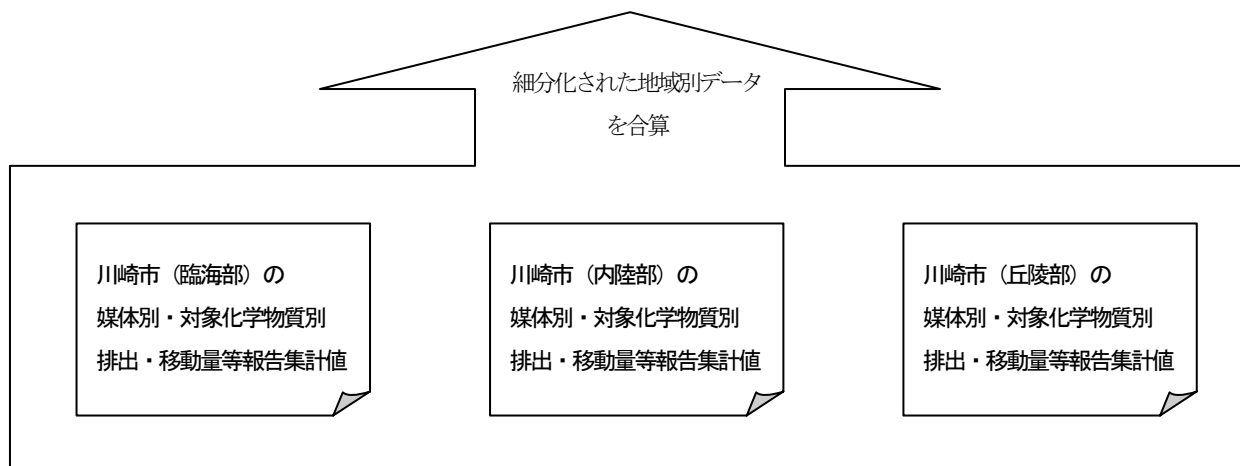 細分化された地域別データ
を合算
川崎市（臨海部）の
媒体別・対象化学物質別
排出・移動量等報告集計値
川崎市（内陸部）の
媒体別・対象化学物質別
排出・移動量等報告集計値
川崎市（丘陵部）の
媒体別・対象化学物質別
排出・移動量等報告集計値